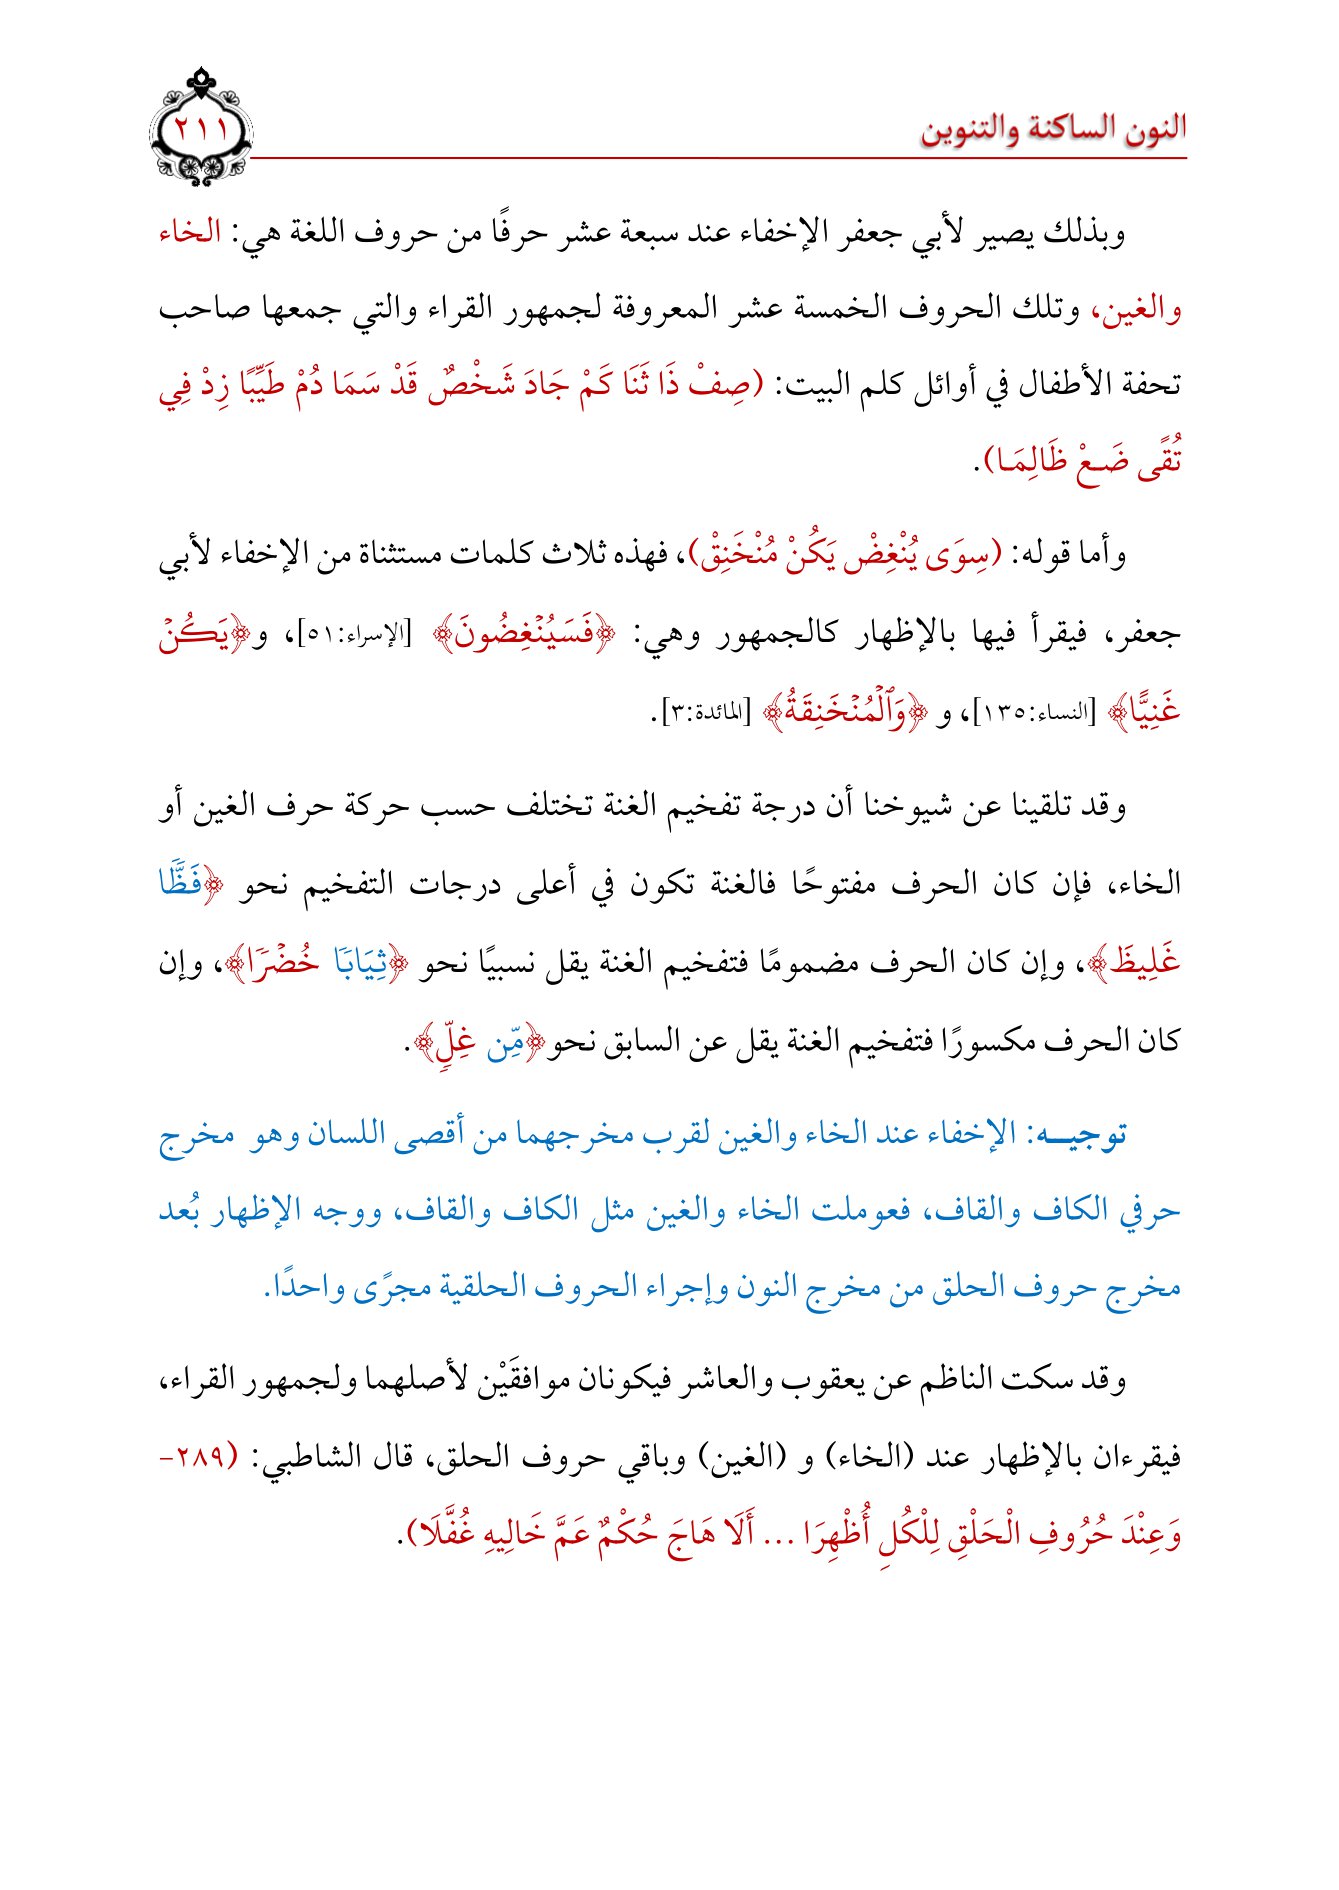 النون الساكنة والتنوين
٢١١
وبذلك يصير لأبي جعفر الإخفاء عند سبعة عشر حرفًا من حروف اللغة هي: الخاء
والغين، وتلك الحروف الخمسة عشر المعروفة لجمهور القراء والتي جمعها صاحب
تحفة الأطفال في أوائل كلم البيت: (صِفْ ذَا ثَنَا كَمْ جَادَ شَخْصٌ قَدْ سَمَا دُمْ طَيِّبًا زِدْ فِي
تُقًى ضَعْ ظَالِمَا).
وأما قوله: (سِوَى يُنْغِضْ يَكُنْ مُنْخَنِقْ)، فهذه ثلاث كلمات مستثناة من الإخفاء لأبي
جعفر، فيقرأ فيها بالإظهار كالجمهور وهي: ﴿فَسَيُنۡغِضُونَ﴾ [الإسراء:٥١]، و﴿يَكُنۡ
غَنِيًّا﴾ [النساء:١٣٥]، و ﴿وَٱلۡمُنۡخَنِقَةُ﴾ [المائدة:٣].
وقد تلقينا عن شيوخنا أن درجة تفخيم الغنة تختلف حسب حركة حرف الغين أو
الخاء، فإن كان الحرف مفتوحًا فالغنة تكون في أعلى درجات التفخيم نحو ﴿فَظًّا
غَلِيظَ﴾، وإن كان الحرف مضمومًا فتفخيم الغنة يقل نسبيًا نحو ﴿ثِيَابًا خُضۡرًا﴾، وإن
كان الحرف مكسورًا فتفخيم الغنة يقل عن السابق نحو﴿مِّن غِلٍّ﴾.
توجيـه: الإخفاء عند الخاء والغين لقرب مخرجهما من أقصى اللسان وهو مخرج
حرفي الكاف والقاف، فعوملت الخاء والغين مثل الكاف والقاف، ووجه الإظهار بُعد
مخرج حروف الحلق من مخرج النون وإجراء الحروف الحلقية مجرًى واحدًا.
وقد سكت الناظم عن يعقوب والعاشر فيكونان موافقَيْن لأصلهما ولجمهور القراء،
فيقرءان بالإظهار عند (الخاء) و (الغين) وباقي حروف الحلق، قال الشاطبي: (٢٨٩-
وَعِنْدَ حُرُوفِ الْحَلْقِ لِلْكُلِ أُظْهِرَا ... أَلَا هَاجَ حُكْمٌ عَمَّ خَالِيهِ غُفَّلَا).